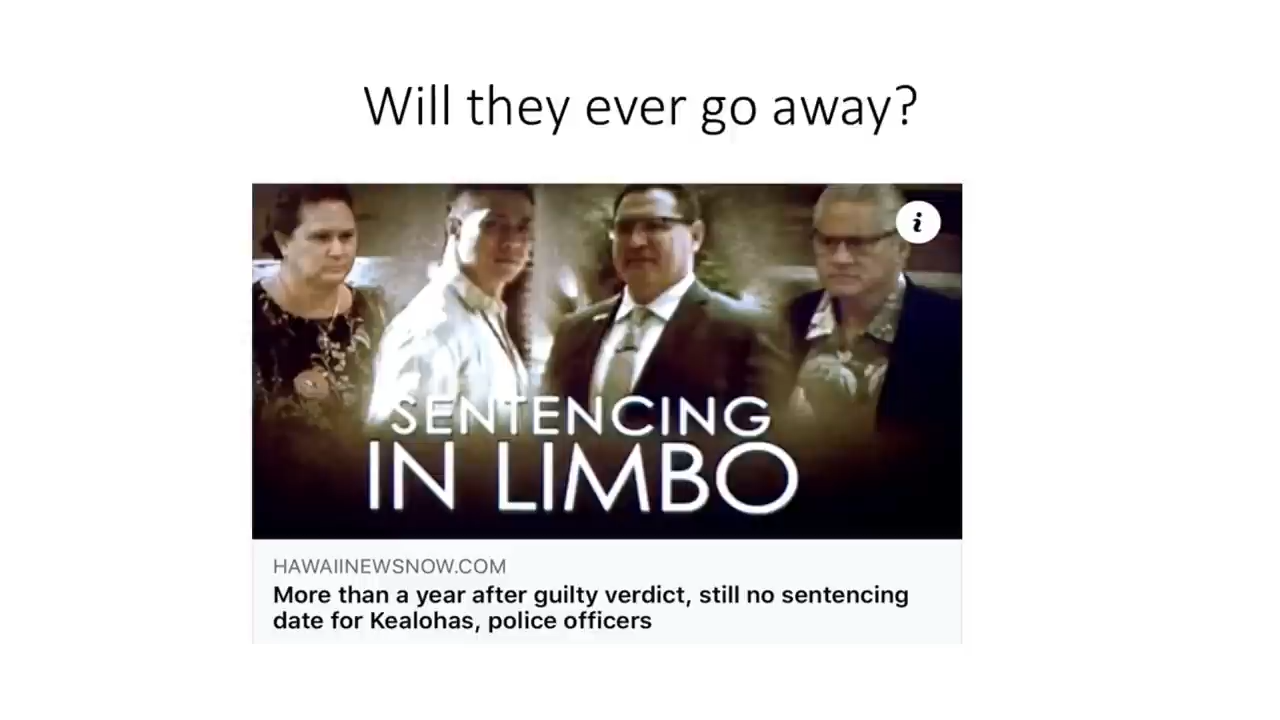 Will they ever go away?
i
SENTENCING
IN LIMBO
HAWAIINEWSNOW.COM
More than a year after guilty verdict, still no sentencing
date for Kealohas, police officers